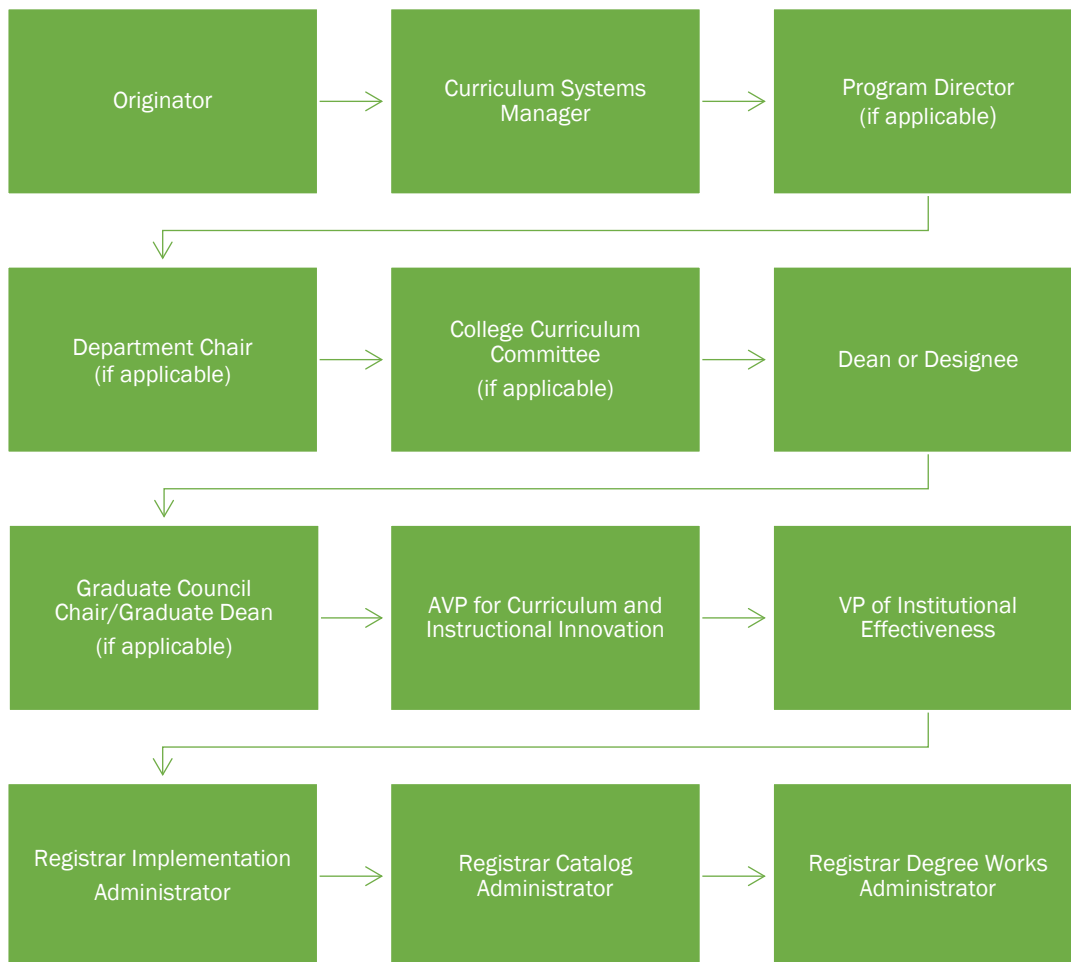 Originator
Curriculum Systems
Manager
Program Director
(if applicable)
Department Chair
(if applicable)
College Curriculum
Committee
(if applicable)
Dean or Designee
Graduate Council
Chair/Graduate Dean
(if applicable)
AVP for Curriculum and
Instructional Innovation
VP of Institutional
Effectiveness
Registrar Implementation
Administrator
Registrar Catalog
Administrator
Registrar Degree Works
Administrator